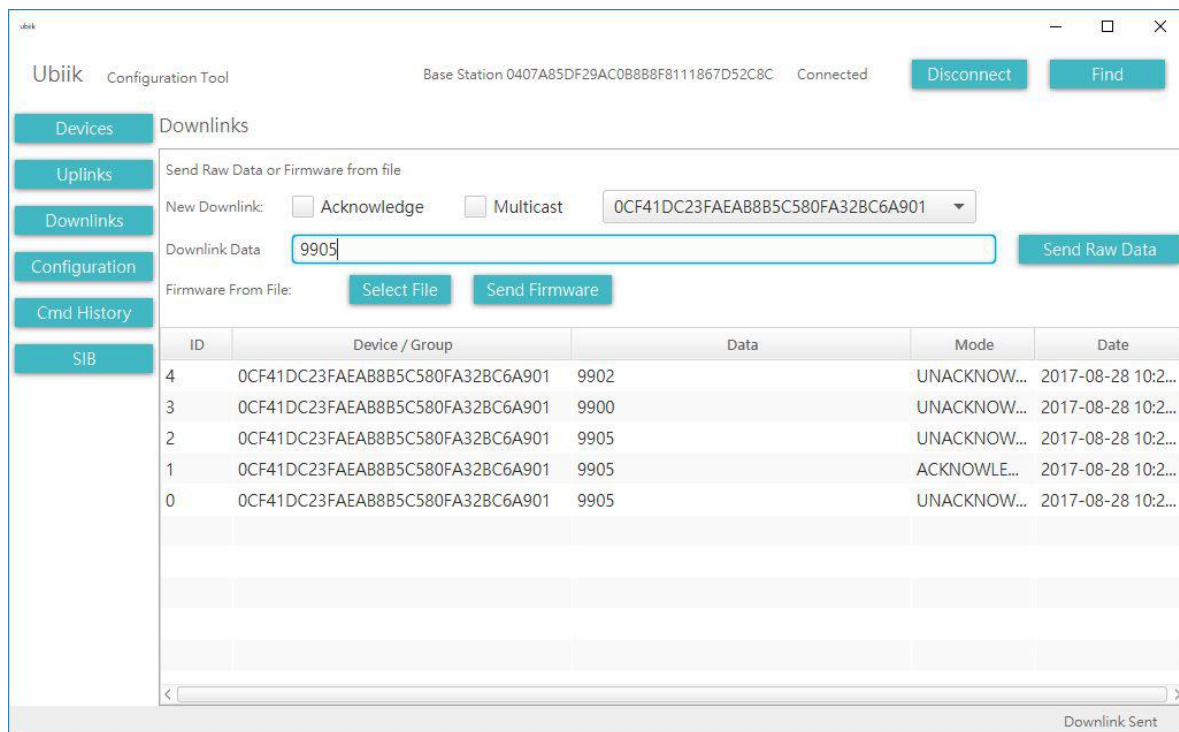 ubiik
Ubiik Configuration Tool Base Station 0407A85DF29AC0B8B8F8111867D52C8C Connected Disconnect Find
Devices
Uplinks
Downlinks
Configuration
Cmd History
SIB
Downlinks
Send Raw Data or Firmware from file
New Downlink: Acknowledge Multicast 0CF41DC23FAEAB8B5C580FA32BC6A901
Downlink Data 9905 Send Raw Data
Firmware From File: Select File Send Firmware
ID Device / Group Data Mode Date
4 0CF41DC23FAEAB8B5C580FA32BC6A901 9902 UNACKNOW... 2017-08-28 10:2...
3 0CF41DC23FAEAB8B5C580FA32BC6A901 9900 UNACKNOW... 2017-08-28 10:2...
2 0CF41DC23FAEAB8B5C580FA32BC6A901 9905 UNACKNOW... 2017-08-28 10:2...
1 0CF41DC23FAEAB8B5C580FA32BC6A901 9905 ACKNOWLE... 2017-08-28 10:2...
0 0CF41DC23FAEAB8B5C580FA32BC6A901 9905 UNACKNOW... 2017-08-28 10:2...
Downlink Sent